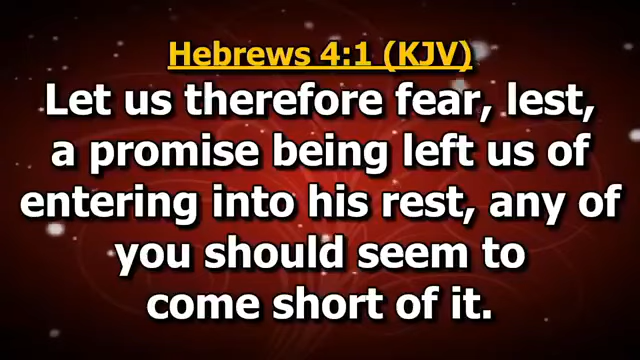 Hebrews 4:1 (KJV)
Let us therefore fear, lest,
a promise being left us of
entering into his rest, any of
you should seem to
come short of it.